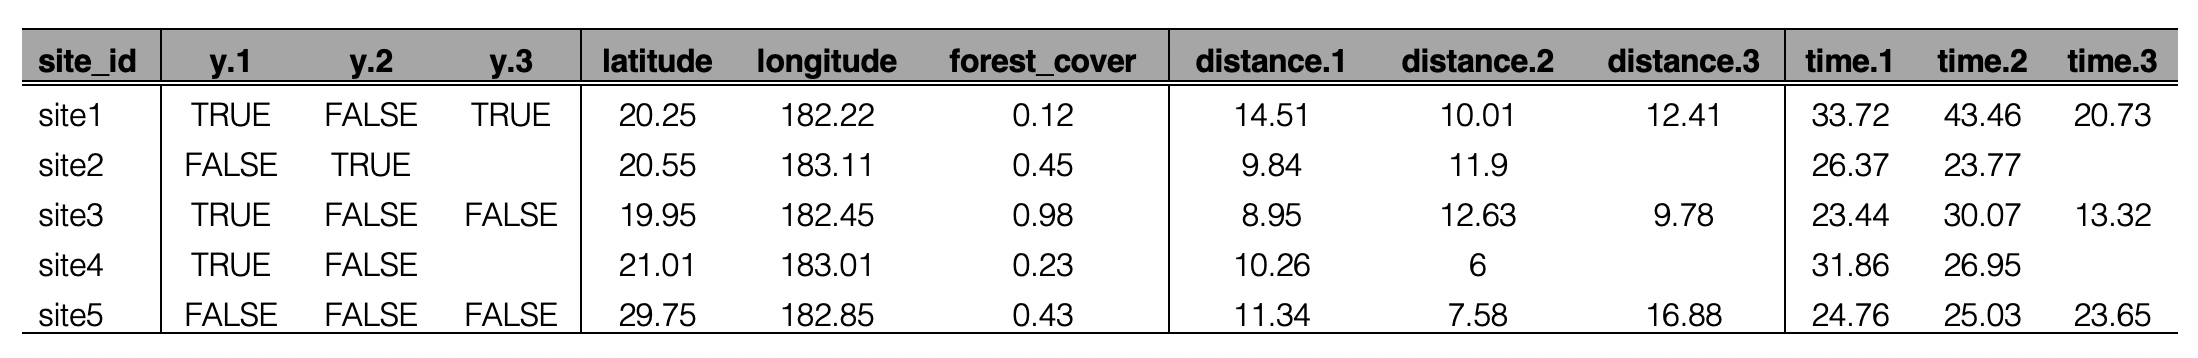 site_id y.1 y.2 y.3 latitude longitude forest_cover distance.1 distance.2 distance.3 time.1 time.2 time.3
site1 TRUE FALSE TRUE 20.25 182.22 0.12 14.51 10.01 12.41 33.72 43.46 20.73
site2 FALSE TRUE 20.55 183.11 0.45 9.84 11.9 26.37 23.77
site3 TRUE FALSE FALSE 19.95 182.45 0.98 8.95 12.63 9.78 23.44 30.07 13.32
site4 TRUE FALSE 21.01 183.01 0.23 10.26 6 31.86 26.95
site5 FALSE FALSE FALSE 29.75 182.85 0.43 11.34 7.58 16.88 24.76 25.03 23.65